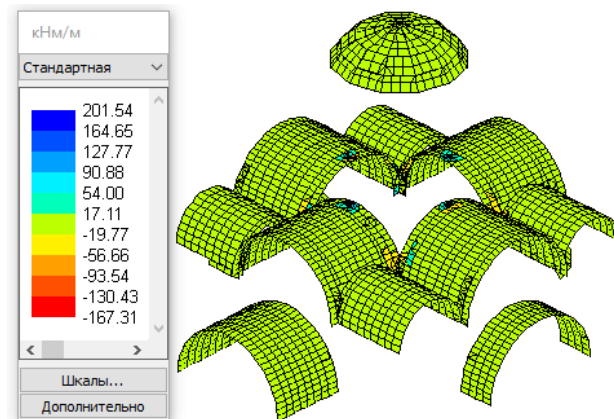 кНм/м
Стандартная
201.54
164.65
127.77
90.88
54.00
17.11
-19.77
-56.66
-93.54
-130.43
-167.31
Шкалы...
Дополнительно